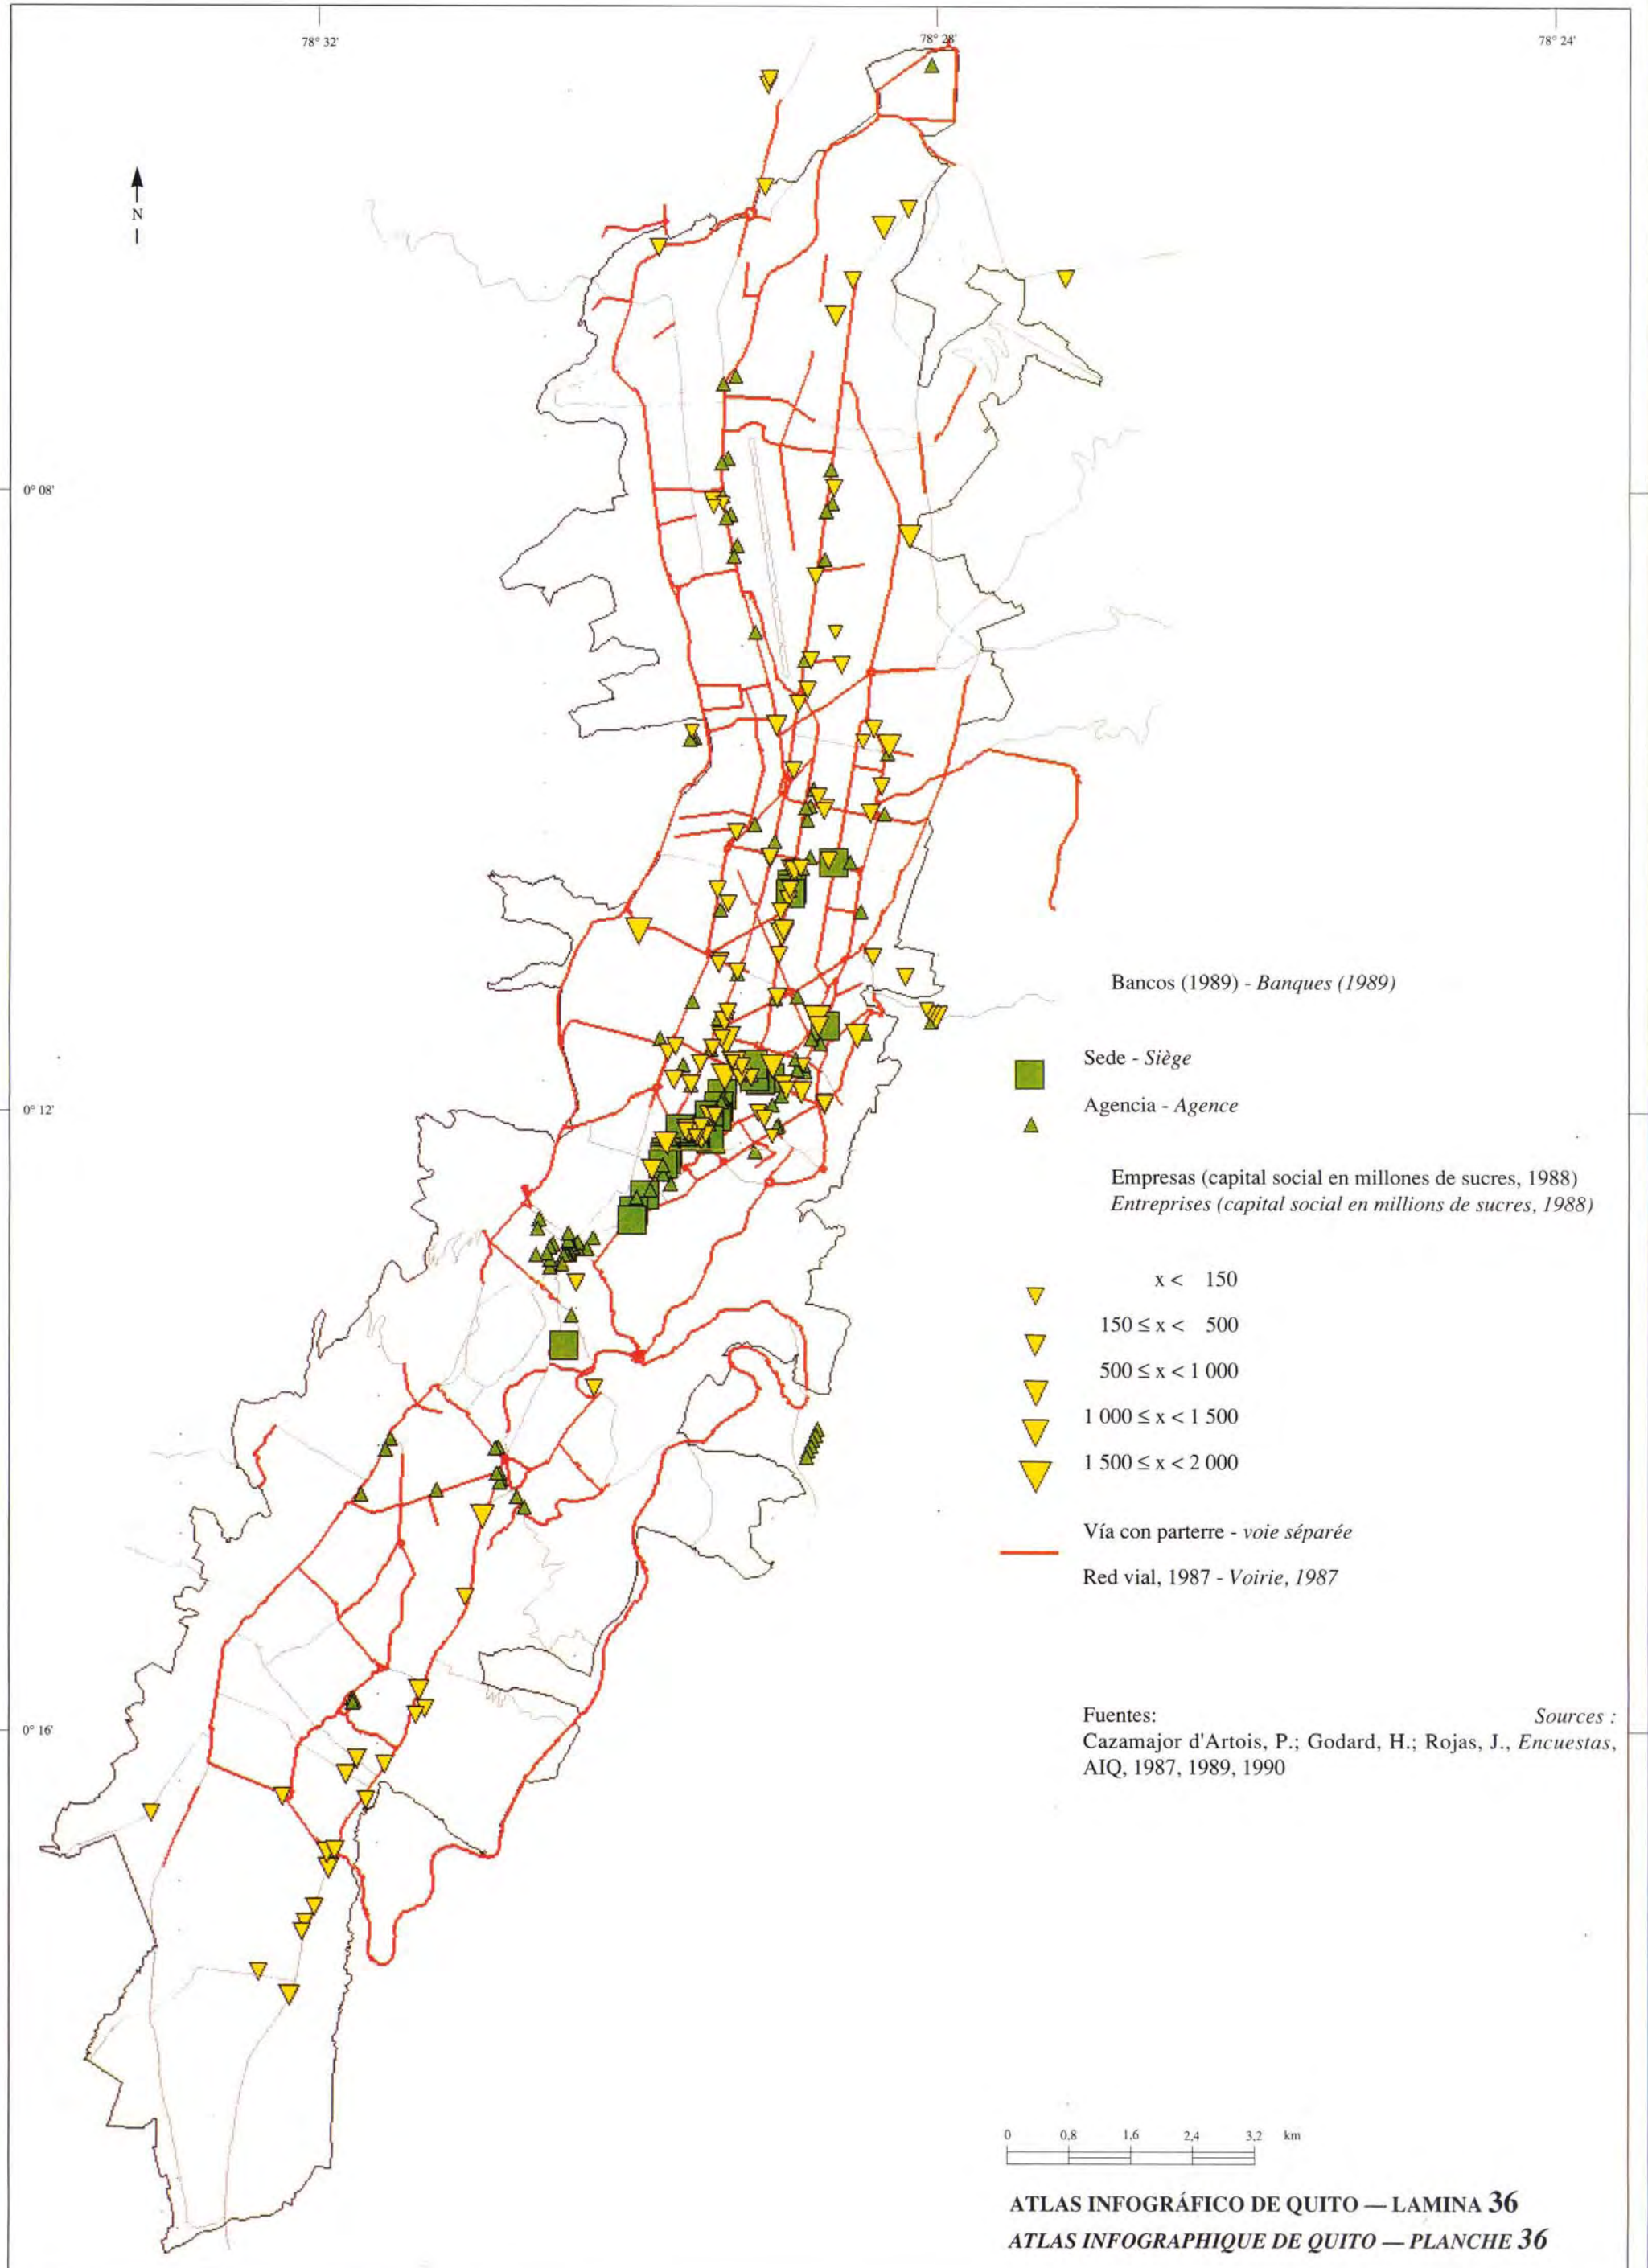 78° 32'
78° 28'
78° 24'
N
0° 08'
Bancos (1989) - Banques (1989)
Sede - Siège
Agencia - Agence
0° 12'
Empresas (capital social en millones de sucres, 1988)
Entreprises (capital social en millions de sucres, 1988)
x < 150
150 ≤ x < 500
500 ≤ x < 1 000
1 000 ≤ x < 1 500
1 500 ≤ x < 2 000
Vía con parterre - voie séparée
Red vial, 1987 - Voirie, 1987
Fuentes: Sources :
0° 16'
Cazamajor d'Artois, P.; Godard, H.; Rojas, J., Encuestas,
AIQ, 1987, 1989, 1990
0 0,8 1,6 2,4 3,2 km
ATLAS INFOGRÁFICO DE QUITO — LAMINA 36
ATLAS INFOGRAPHIQUE DE QUITO — PLANCHE 36